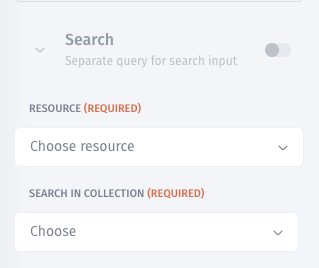 Search
Separate query for search input
RESOURCE (REQUIRED)
Choose resource
SEARCH IN COLLECTION (REQUIRED)
Choose